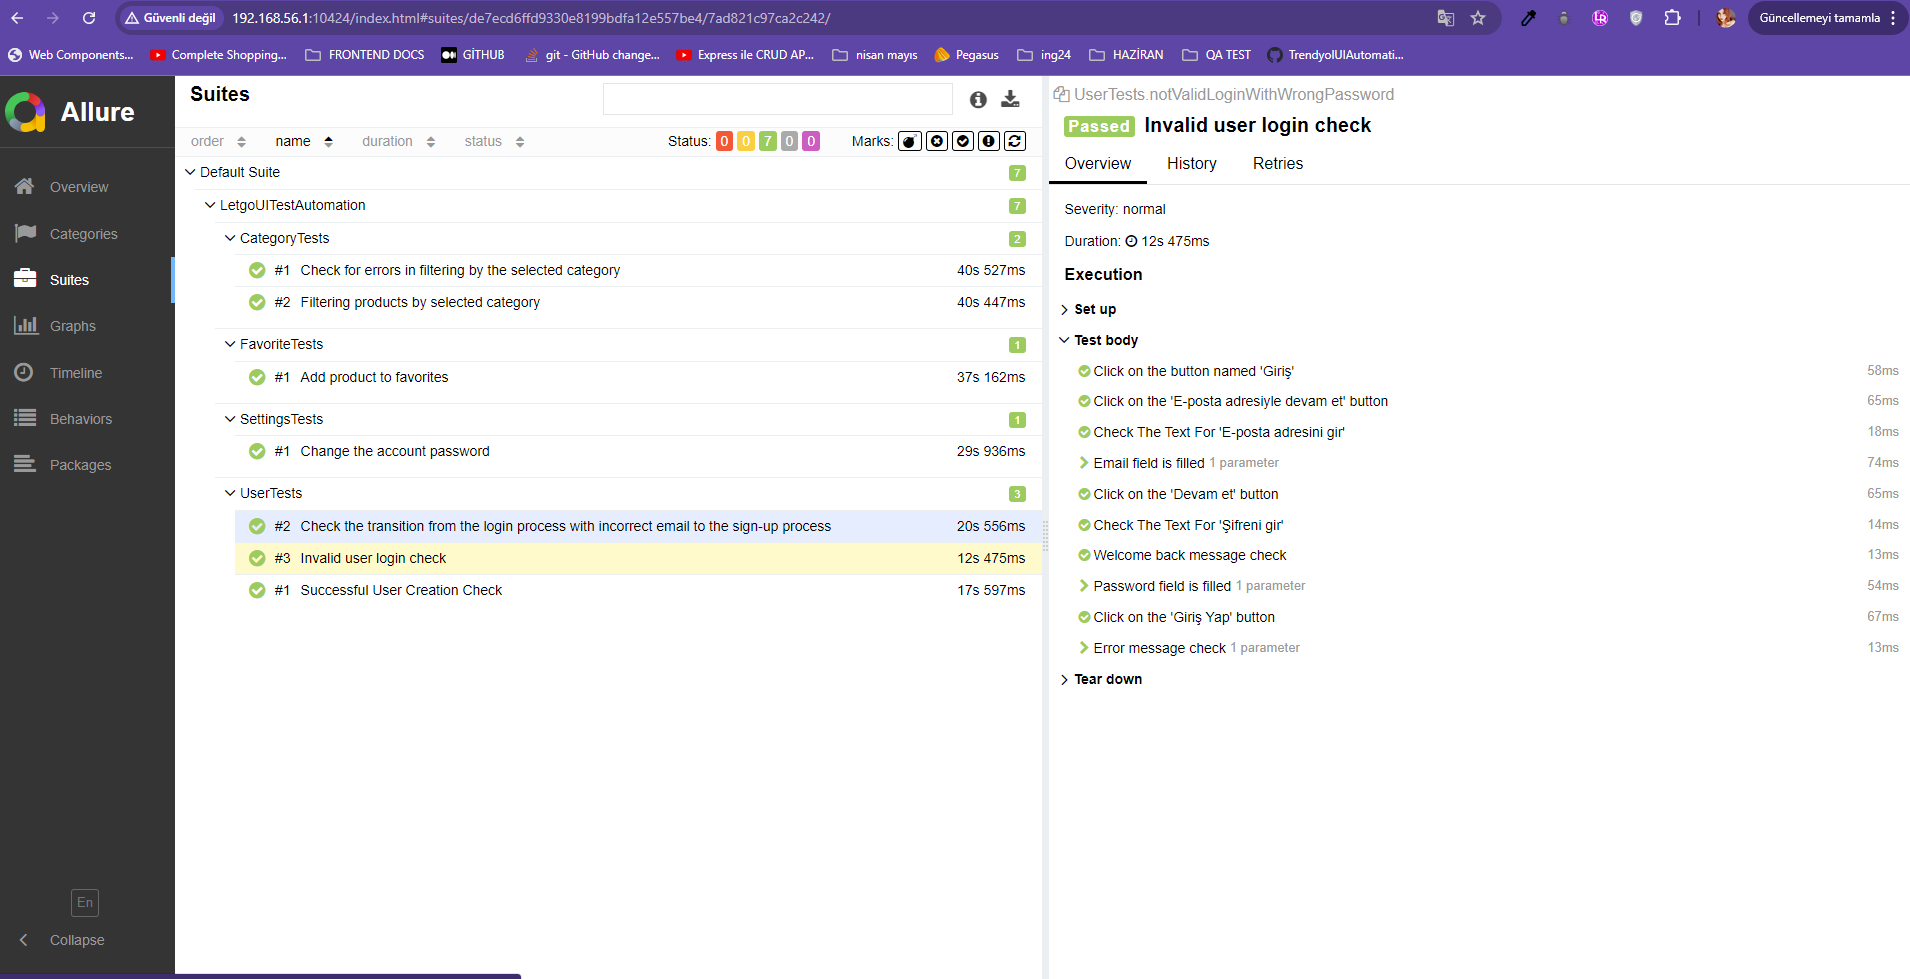 Güvenli değil
192.168.56.1:10424/index.html#suites/de7ecd6ffd9330e8199bdfa12e557be4/7ad821c97ca2c242/
LR
Güncellemeyi tamamla
Web Components...
Complete Shopping...
FRONTEND DOCS
GİTHUB
git - GitHub change...
Express ile CRUD AP...
nisan mayıs
Pegasus
ing24
HAZİRAN
QA TEST
TrendyolUIAutomati...
Allure
Overview
Categories
Suites
Graphs
Timeline
Behaviors
Packages
En
Collapse
Suites
order name duration status
Status: 0 0 7 0 0 Marks:
Default Suite 7
LetgoUITestAutomation 7
CategoryTests 2
#1 Check for errors in filtering by the selected category 40s 527ms
#2 Filtering products by selected category 40s 447ms
FavoriteTests 1
#1 Add product to favorites 37s 162ms
SettingsTests 1
#1 Change the account password 29s 936ms
UserTests 3
#2 Check the transition from the login process with incorrect email to the sign-up process 20s 556ms
#3 Invalid user login check 12s 475ms
#1 Successful User Creation Check 17s 597ms
UserTests.notValidLoginWithWrongPassword
Passed Invalid user login check
Overview History Retries
Severity: normal
Duration: 12s 475ms
Execution
Set up
Test body
Click on the button named 'Giriş' 58ms
Click on the 'E-posta adresiyle devam et' button 65ms
Check The Text For 'E-posta adresini gir' 18ms
Email field is filled 1 parameter 74ms
Click on the 'Devam et' button 65ms
Check The Text For 'Şifreni gir' 14ms
Welcome back message check 13ms
Password field is filled 1 parameter 54ms
Click on the 'Giriş Yap' button 67ms
Error message check 1 parameter 13ms
Tear down